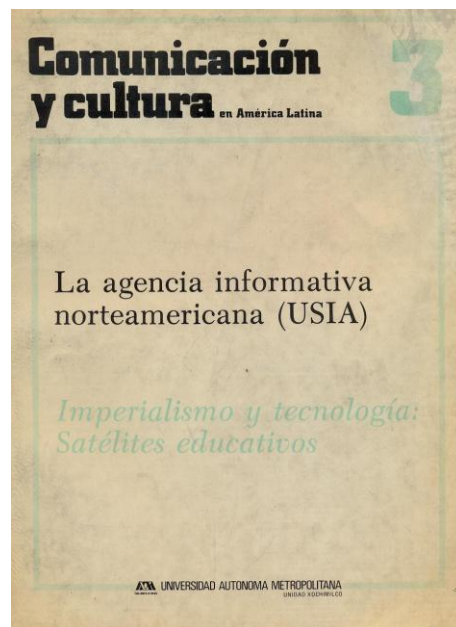 Comunicación
y cultura en América Latina
3
La agencia informativa
norteamericana (USIA)
Imperialismo y tecnología:
Satélites educativos
UNIVERSIDAD AUTONOMA METROPOLITANA
UNIDAD XOCHIMILCO